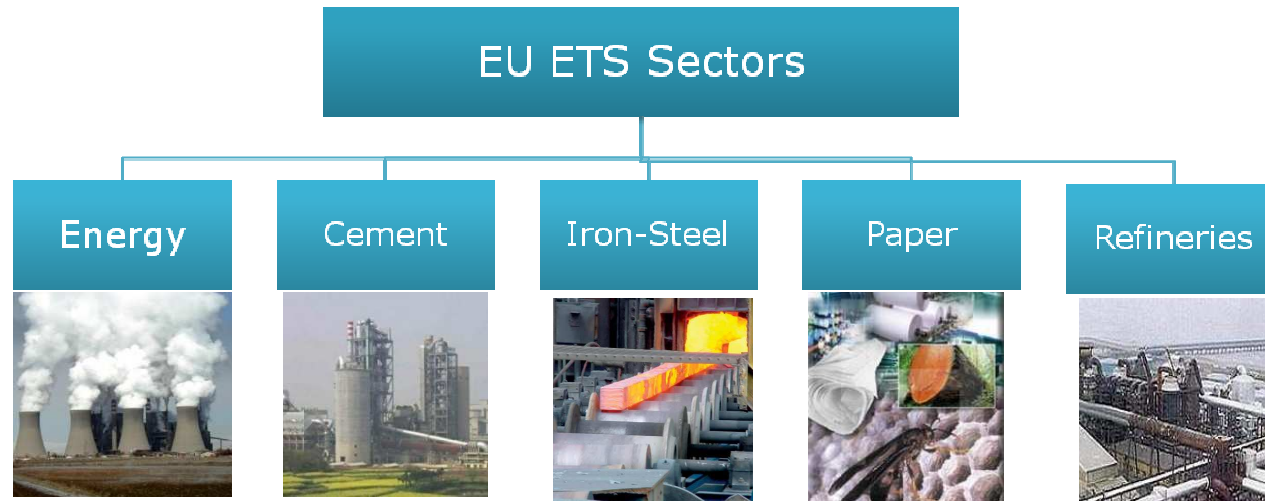 EU ETS Sectors
Energy
Cement
Iron-Steel
Paper
Refineries